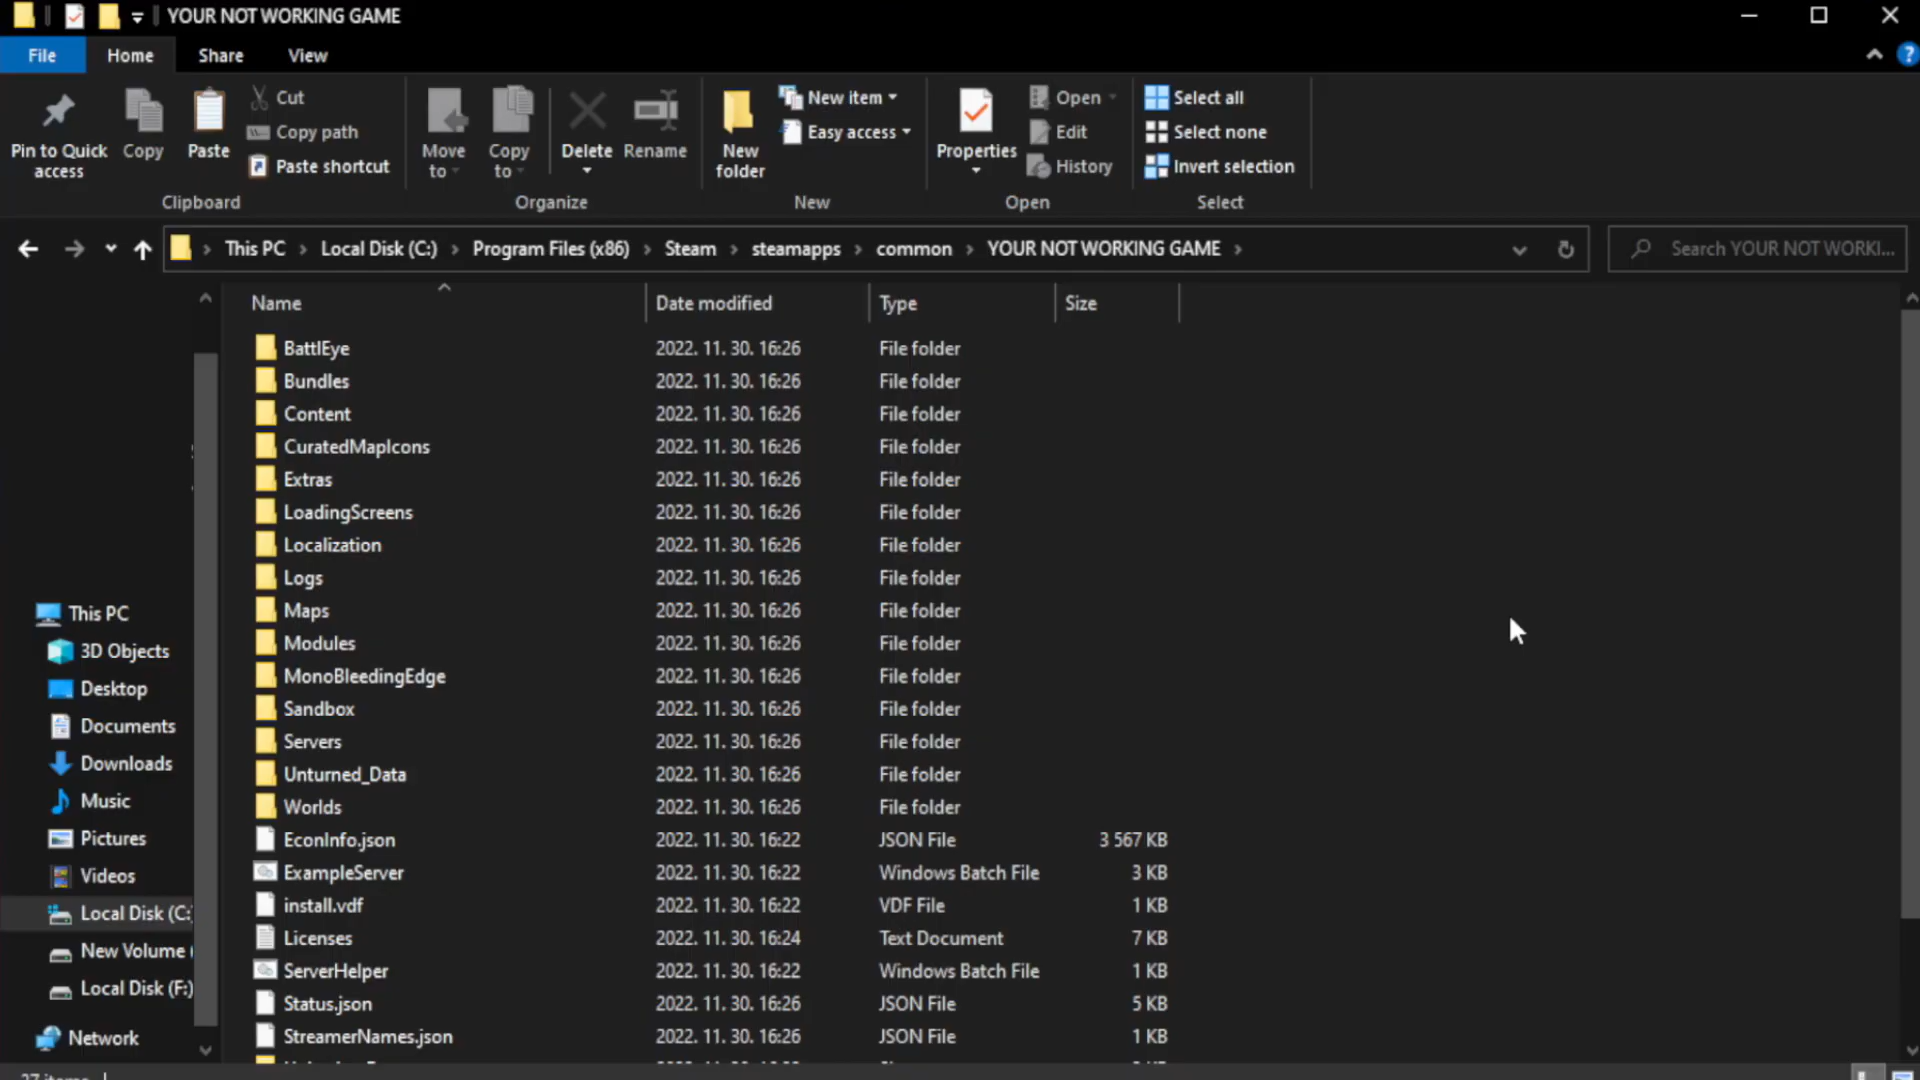 YOUR NOT WORKING GAME
File Home Share View
Pin to Quick access
Copy
Paste
Cut
Copy path
Paste shortcut
Clipboard
Move to
Copy to
Delete
Rename
Organize
New folder
New item
Easy access
New
Properties
Open
Edit
History
Open
Select all
Select none
Invert selection
Select
This PC > Local Disk (C:) > Program Files (x86) > Steam > steamapps > common > YOUR NOT WORKING GAME >
Search YOUR NOT WORKI...
This PC
3D Objects
Desktop
Documents
Downloads
Music
Pictures
Videos
Local Disk (C:
New Volume (
Local Disk (F:)
Network
Name Date modified Type Size
BattlEye 2022. 11. 30. 16:26 File folder
Bundles 2022. 11. 30. 16:26 File folder
Content 2022. 11. 30. 16:26 File folder
CuratedMapIcons 2022. 11. 30. 16:26 File folder
Extras 2022. 11. 30. 16:26 File folder
LoadingScreens 2022. 11. 30. 16:26 File folder
Localization 2022. 11. 30. 16:26 File folder
Logs 2022. 11. 30. 16:26 File folder
Maps 2022. 11. 30. 16:26 File folder
Modules 2022. 11. 30. 16:26 File folder
MonoBleedingEdge 2022. 11. 30. 16:26 File folder
Sandbox 2022. 11. 30. 16:26 File folder
Servers 2022. 11. 30. 16:26 File folder
Unturned_Data 2022. 11. 30. 16:26 File folder
Worlds 2022. 11. 30. 16:26 File folder
EconInfo.json 2022. 11. 30. 16:22 JSON File 3 567 KB
ExampleServer 2022. 11. 30. 16:22 Windows Batch File 3 KB
install.vdf 2022. 11. 30. 16:22 VDF File 1 KB
Licenses 2022. 11. 30. 16:24 Text Document 7 KB
ServerHelper 2022. 11. 30. 16:22 Windows Batch File 1 KB
Status.json 2022. 11. 30. 16:26 JSON File 5 KB
StreamerNames.json 2022. 11. 30. 16:26 JSON File 1 KB